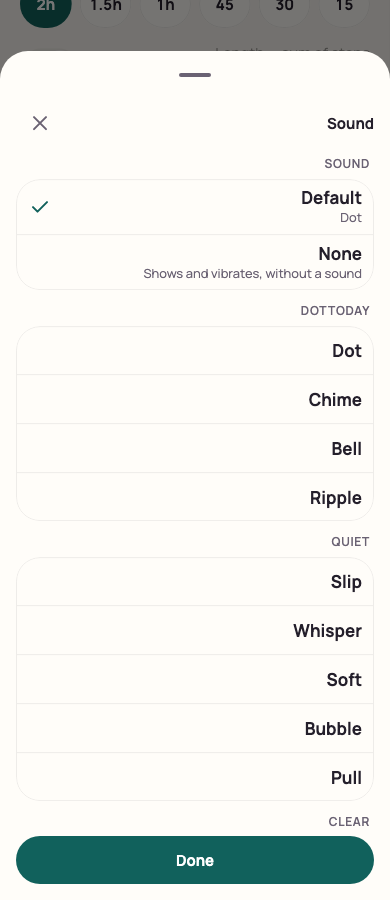 2h 1.5h 1h 45 30 15
Sound
SOUND
Default
Dot
None
Shows and vibrates, without a sound
DOTTODAY
Dot
Chime
Bell
Ripple
QUIET
Slip
Whisper
Soft
Bubble
Pull
CLEAR
Done